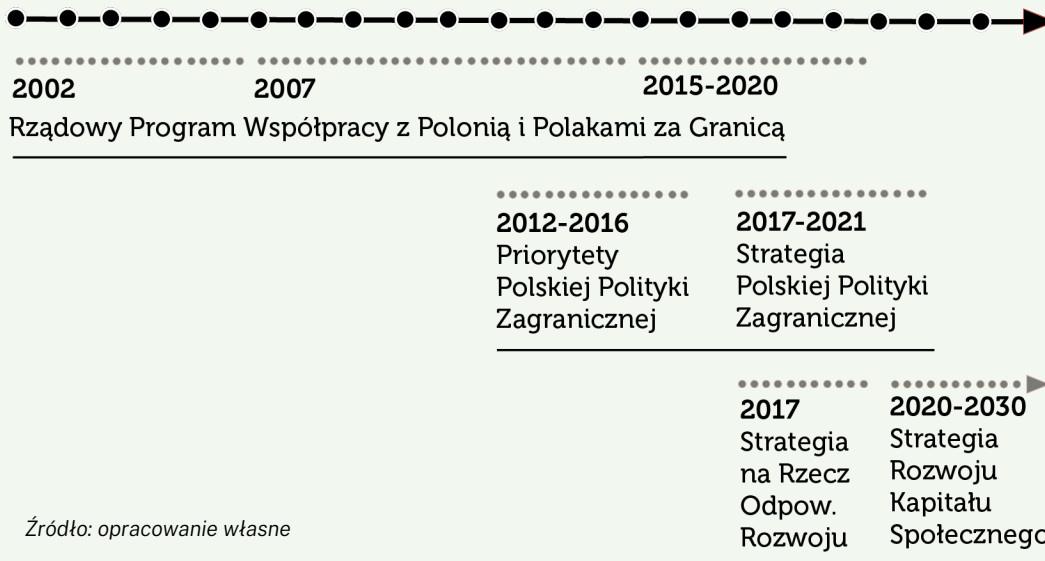 2002
2007
2015-2020
Rządowy Program Współpracy z Polonią i Polakami za Granicą
2012-2016
Priorytety
Polskiej Polityki
Zagranicznej
2017-2021
Strategia
Polskiej Polityki
Zagranicznej
2017
Strategia
na Rzecz
Odpow.
Rozwoju
2020-2030
Strategia
Rozwoju
Kapitału
Społecznego
Źródło: opracowanie własne